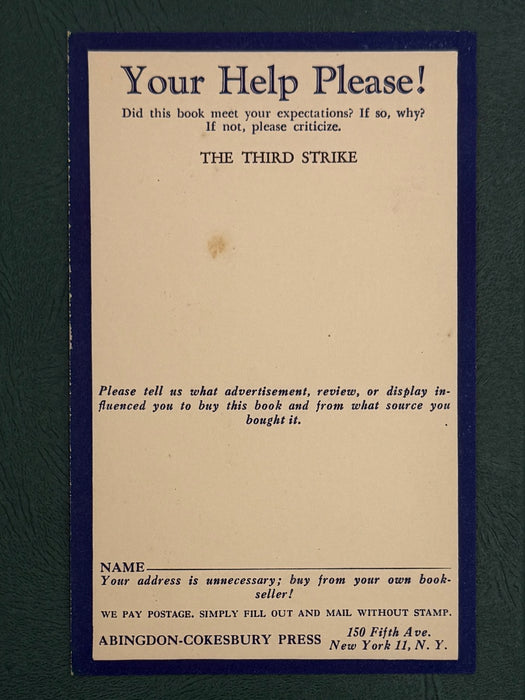 Your Help Please!
Did this book meet your expectations? If so, why?
If not, please criticize.
THE THIRD STRIKE
Please tell us what advertisement, review, or display in-
fluenced you to buy this book and from what source you
bought it.
NAME
Your address is unnecessary; buy from your own book-
seller!
WE PAY POSTAGE. SIMPLY FILL OUT AND MAIL WITHOUT STAMP.
ABINGDON-COKESBURY PRESS 150 Fifth Ave.
New York 11, N. Y.